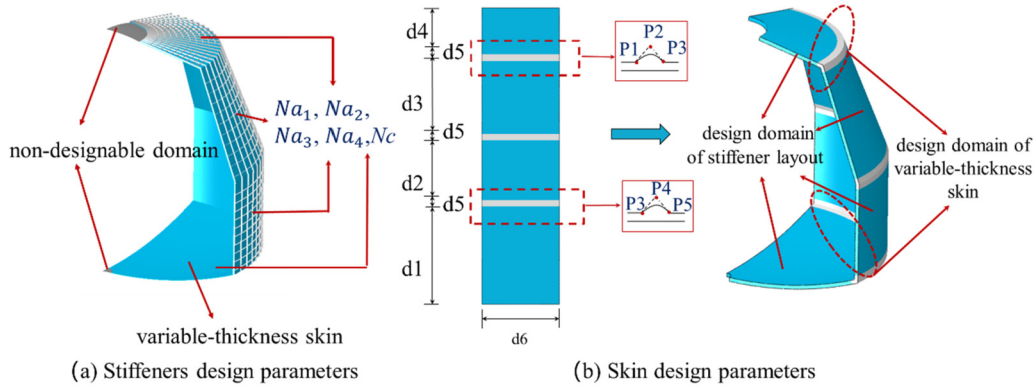 Na₁, Na₂,
Na₃, Na₄,Nc
non-designable domain
variable-thickness skin
(a) Stiffeners design parameters
d4
d5
d3
d5
d2
d5
d1
d6
P2
P1
P3
P4
P3
P5
design domain
of stiffener layout
design domain of
variable-thickness
skin
(b) Skin design parameters